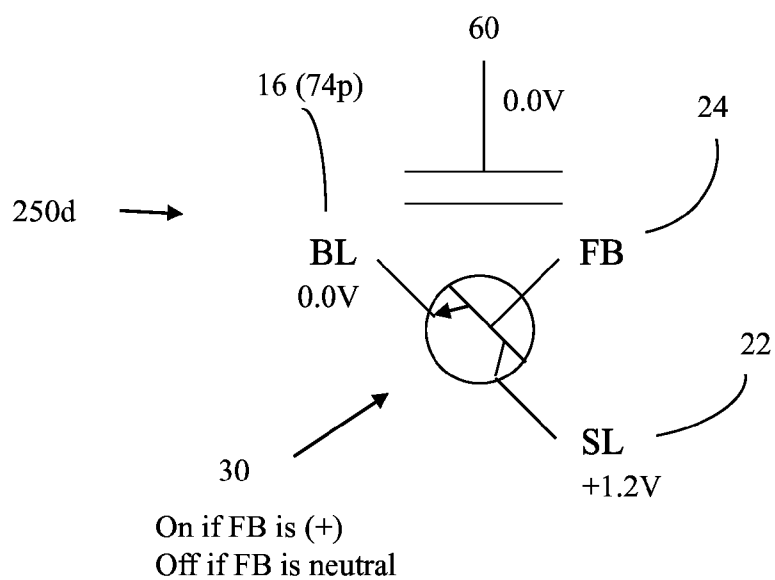 60
16 (74p)
0.0V
24
250d
BL
FB
0.0V
22
SL
+1.2V
30
On if FB is (+)
Off if FB is neutral